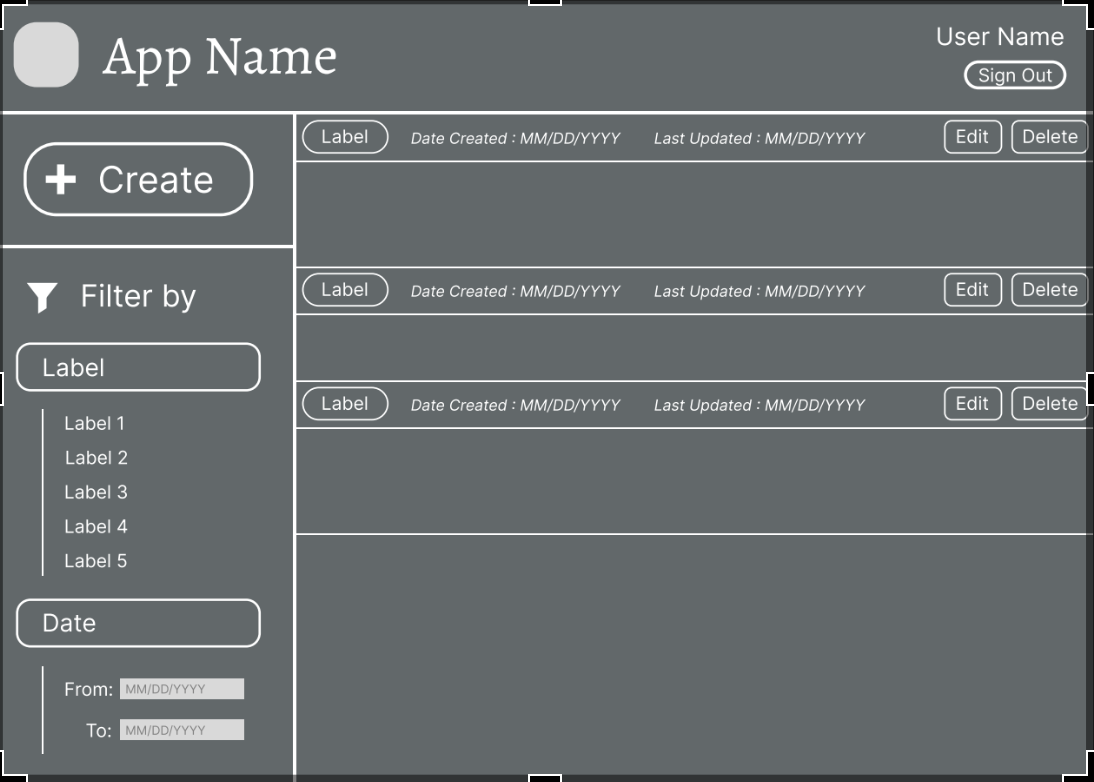 App Name
User Name
Sign Out
Create
Filter by
Label
Label 1
Label 2
Label 3
Label 4
Label 5
Date
From: MM/DD/YYYY
To: MM/DD/YYYY
Label Date Created : MM/DD/YYYY Last Updated : MM/DD/YYYY Edit Delete
Label Date Created : MM/DD/YYYY Last Updated : MM/DD/YYYY Edit Delete
Label Date Created : MM/DD/YYYY Last Updated : MM/DD/YYYY Edit Delete